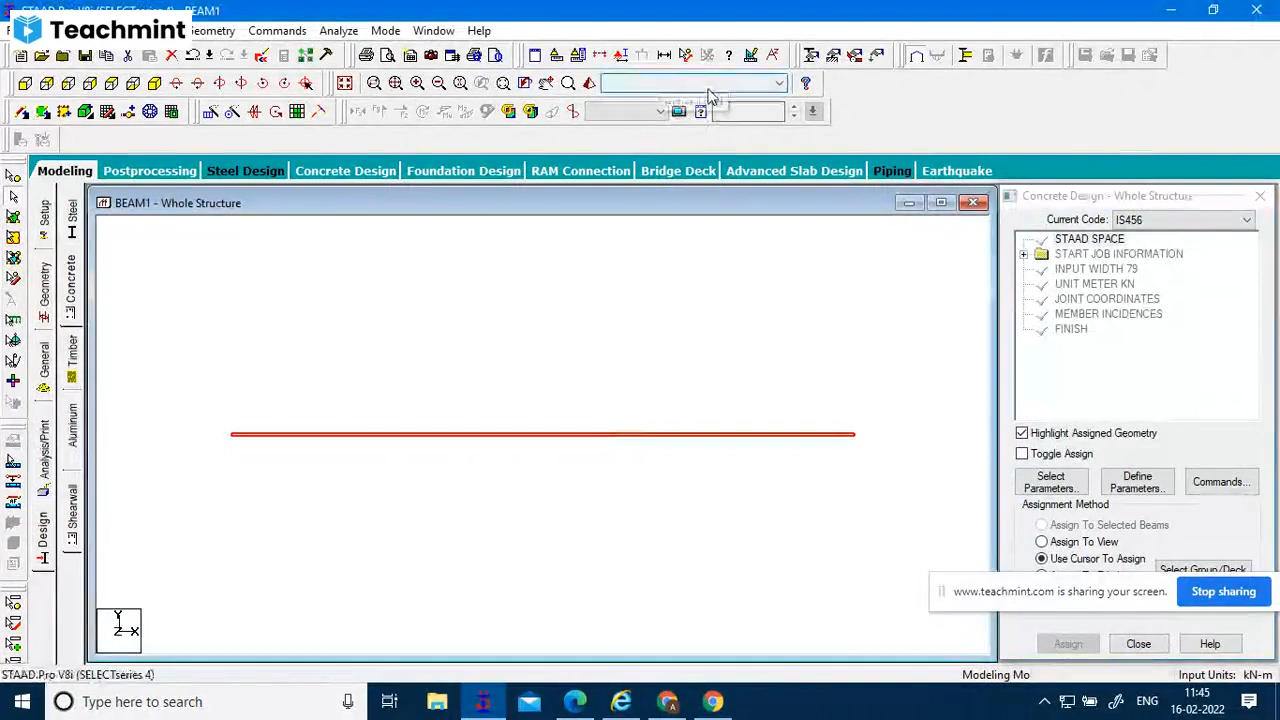 STAAD.Pro V8i (SELECTseries 4) - BEAM1
Teachmint
Geometry Commands Analyze Mode Window Help
Modeling Postprocessing Steel Design Concrete Design Foundation Design RAM Connection Bridge Deck Advanced Slab Design Piping Earthquake
Setup
Geometry
General
Analysis/Print
Design
Steel
Concrete
Timber
Aluminum
Shearwall
BEAM1 - Whole Structure
Y
Z X
Concrete Design - Whole Structure
Current Code: IS456
STAAD SPACE
START JOB INFORMATION
INPUT WIDTH 79
UNIT METER KN
JOINT COORDINATES
MEMBER INCIDENCES
FINISH
Highlight Assigned Geometry
Toggle Assign
Select Parameters..
Define Parameters..
Commands...
Assignment Method
Assign To Selected Beams
Assign To View
Use Cursor To Assign
Select Group/Deck
www.teachmint.com is sharing your screen. Stop sharing
Assign Close Help
STAAD.Pro V8i (SELECTseries 4)
Modeling Mo Input Units: kN-m
Type here to search
ENG
11:45
16-02-2022